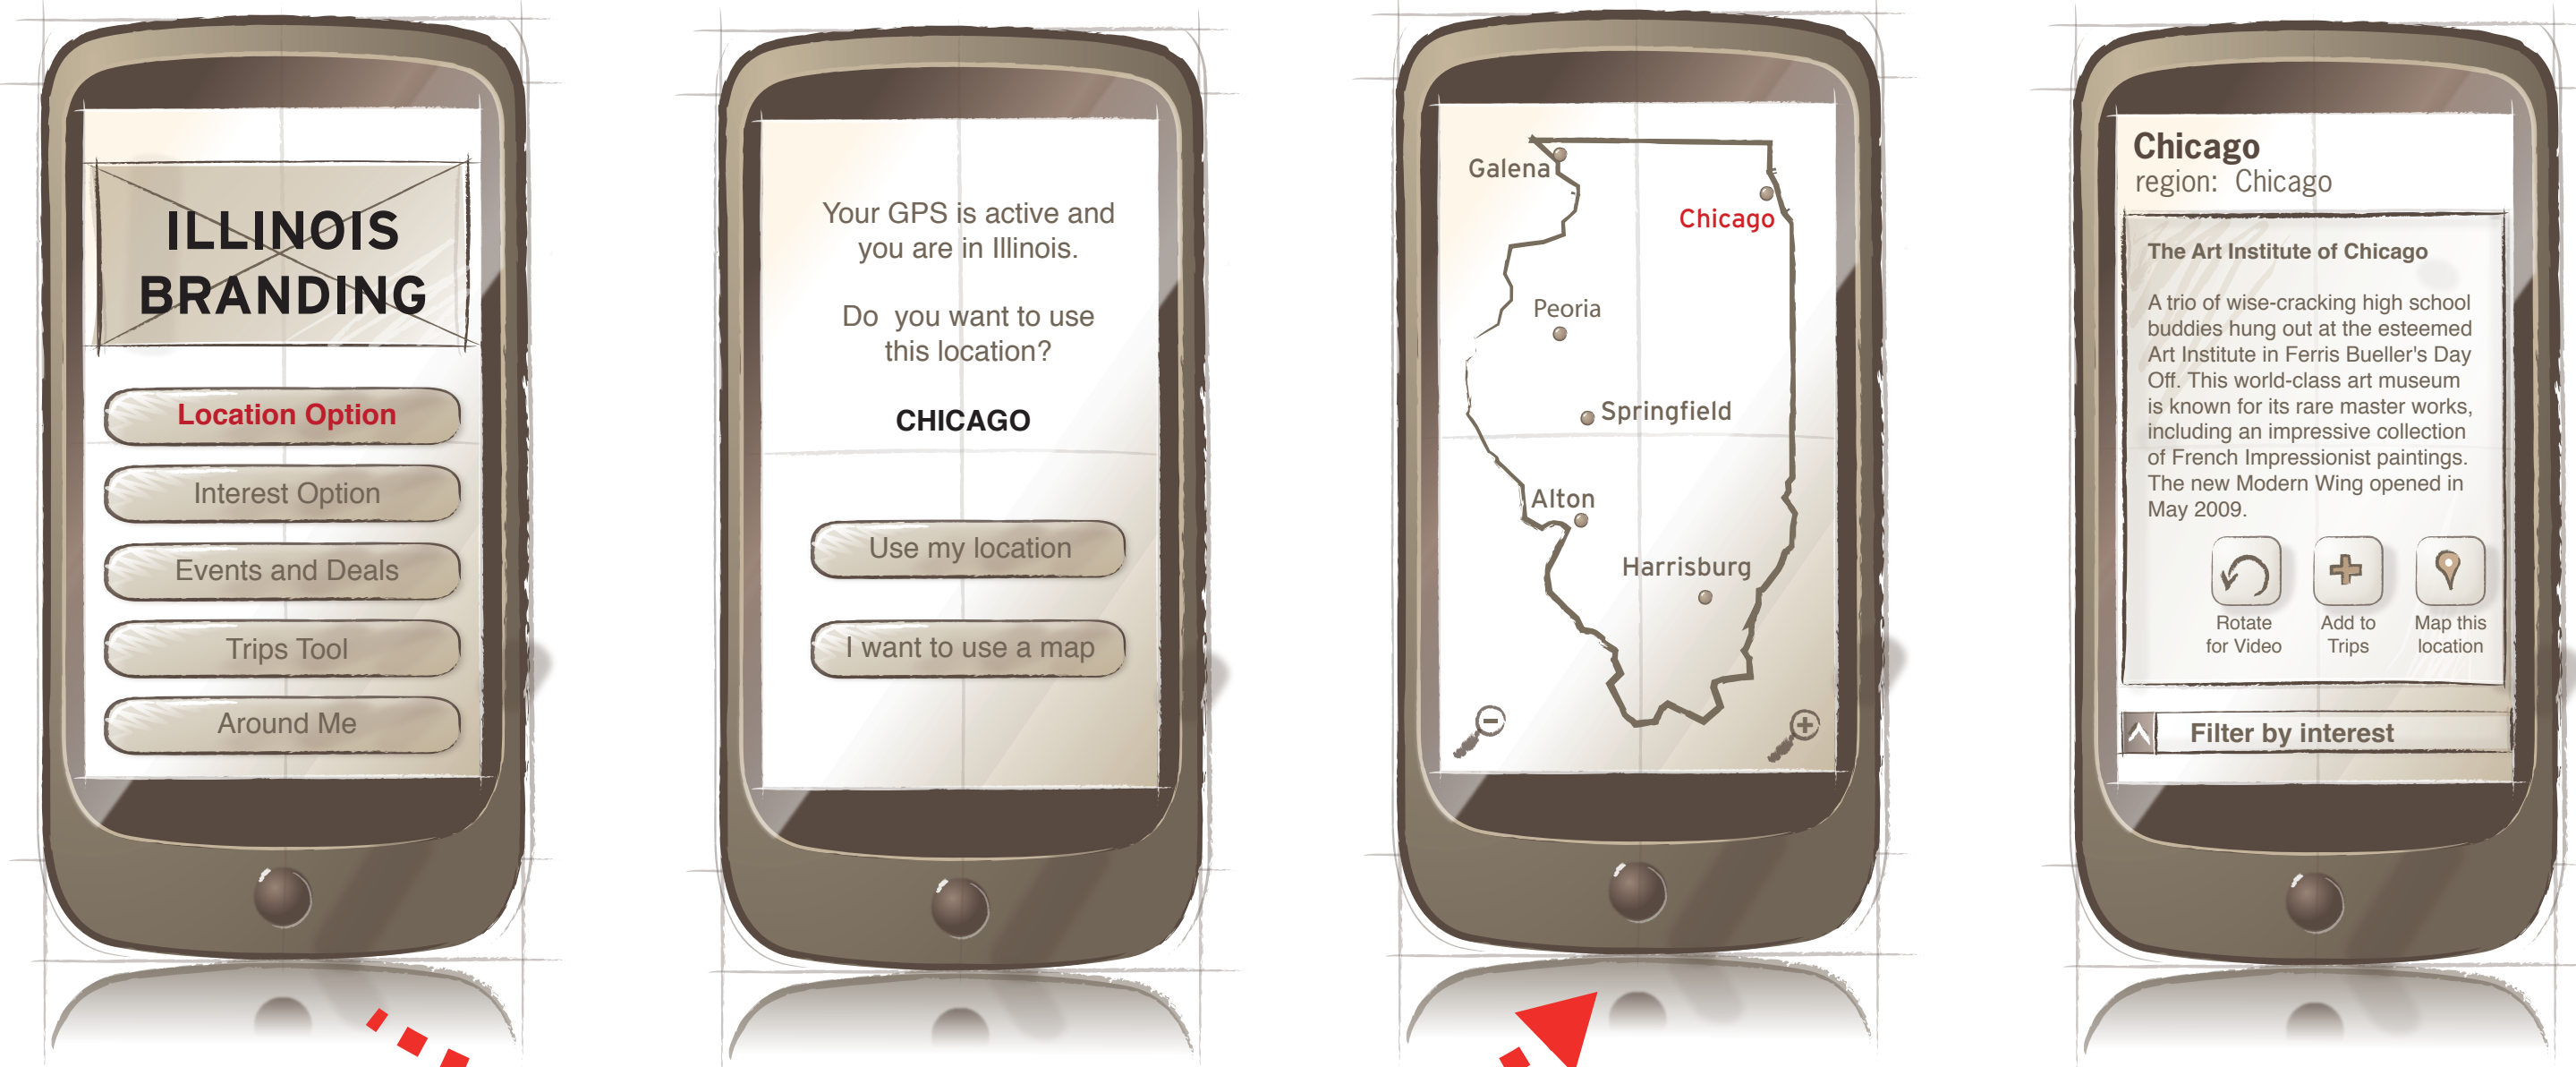 ILLINOIS
BRANDING
Location Option
Interest Option
Events and Deals
Trips Tool
Around Me
Your GPS is active and
you are in Illinois.
Do you want to use
this location?
CHICAGO
Use my location
I want to use a map
Galena
Chicago
Peoria
Springfield
Alton
Harrisburg
Chicago
region: Chicago
The Art Institute of Chicago
A trio of wise-cracking high school
buddies hung out at the esteemed
Art Institute in Ferris Bueller's Day
Off. This world-class art museum
is known for its rare master works,
including an impressive collection
of French Impressionist paintings.
The new Modern Wing opened in
May 2009.
Rotate
for Video
Add to
Trips
Map this
location
Filter by interest